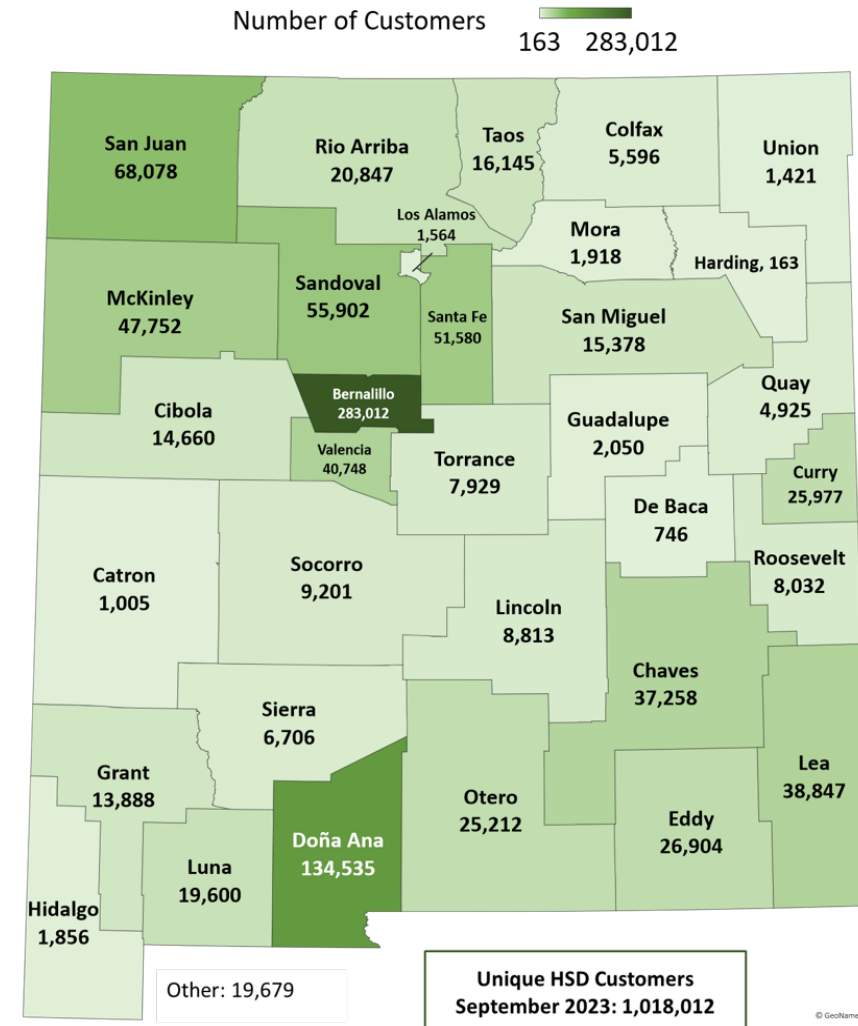 Number of Customers
163 283,012
San Juan
68,078
Rio Arriba
20,847
Taos
16,145
Colfax
5,596
Union
1,421
Los Alamos
1,564
Mora
1,918
Harding, 163
McKinley
47,752
Sandoval
55,902
Santa Fe
51,580
San Miguel
15,378
Quay
4,925
Cibola
14,660
Bernalillo
283,012
Valencia
40,748
Torrance
7,929
Guadalupe
2,050
Curry
25,977
De Baca
746
Roosevelt
8,032
Catron
1,005
Socorro
9,201
Lincoln
8,813
Chaves
37,258
Sierra
6,706
Grant
13,888
Lea
38,847
Otero
25,212
Eddy
26,904
Doña Ana
134,535
Luna
19,600
Hidalgo
1,856
Other: 19,679
Unique HSD Customers
September 2023: 1,018,012
© GeoName